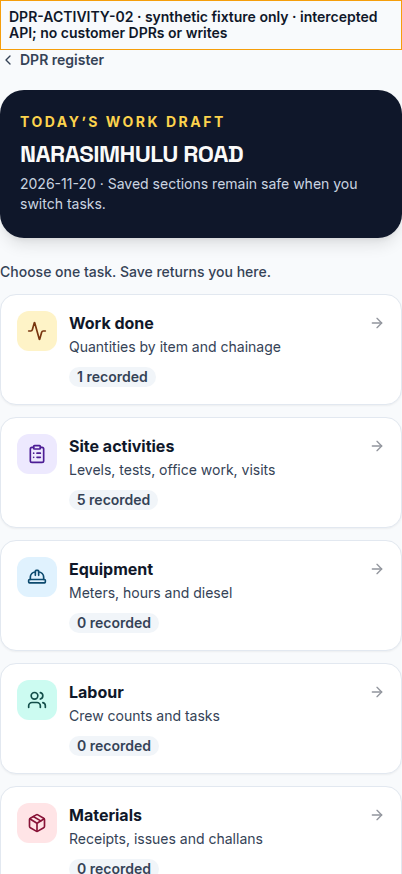 DPR-ACTIVITY-02 · synthetic fixture only · intercepted
API; no customer DPRs or writes
DPR register
TODAY’S WORK DRAFT
NARASIMHULU ROAD
2026-11-20 · Saved sections remain safe when you
switch tasks.
Choose one task. Save returns you here.
Work done
Quantities by item and chainage
1 recorded
Site activities
Levels, tests, office work, visits
5 recorded
Equipment
Meters, hours and diesel
0 recorded
Labour
Crew counts and tasks
0 recorded
Materials
Receipts, issues and challans
0 recorded